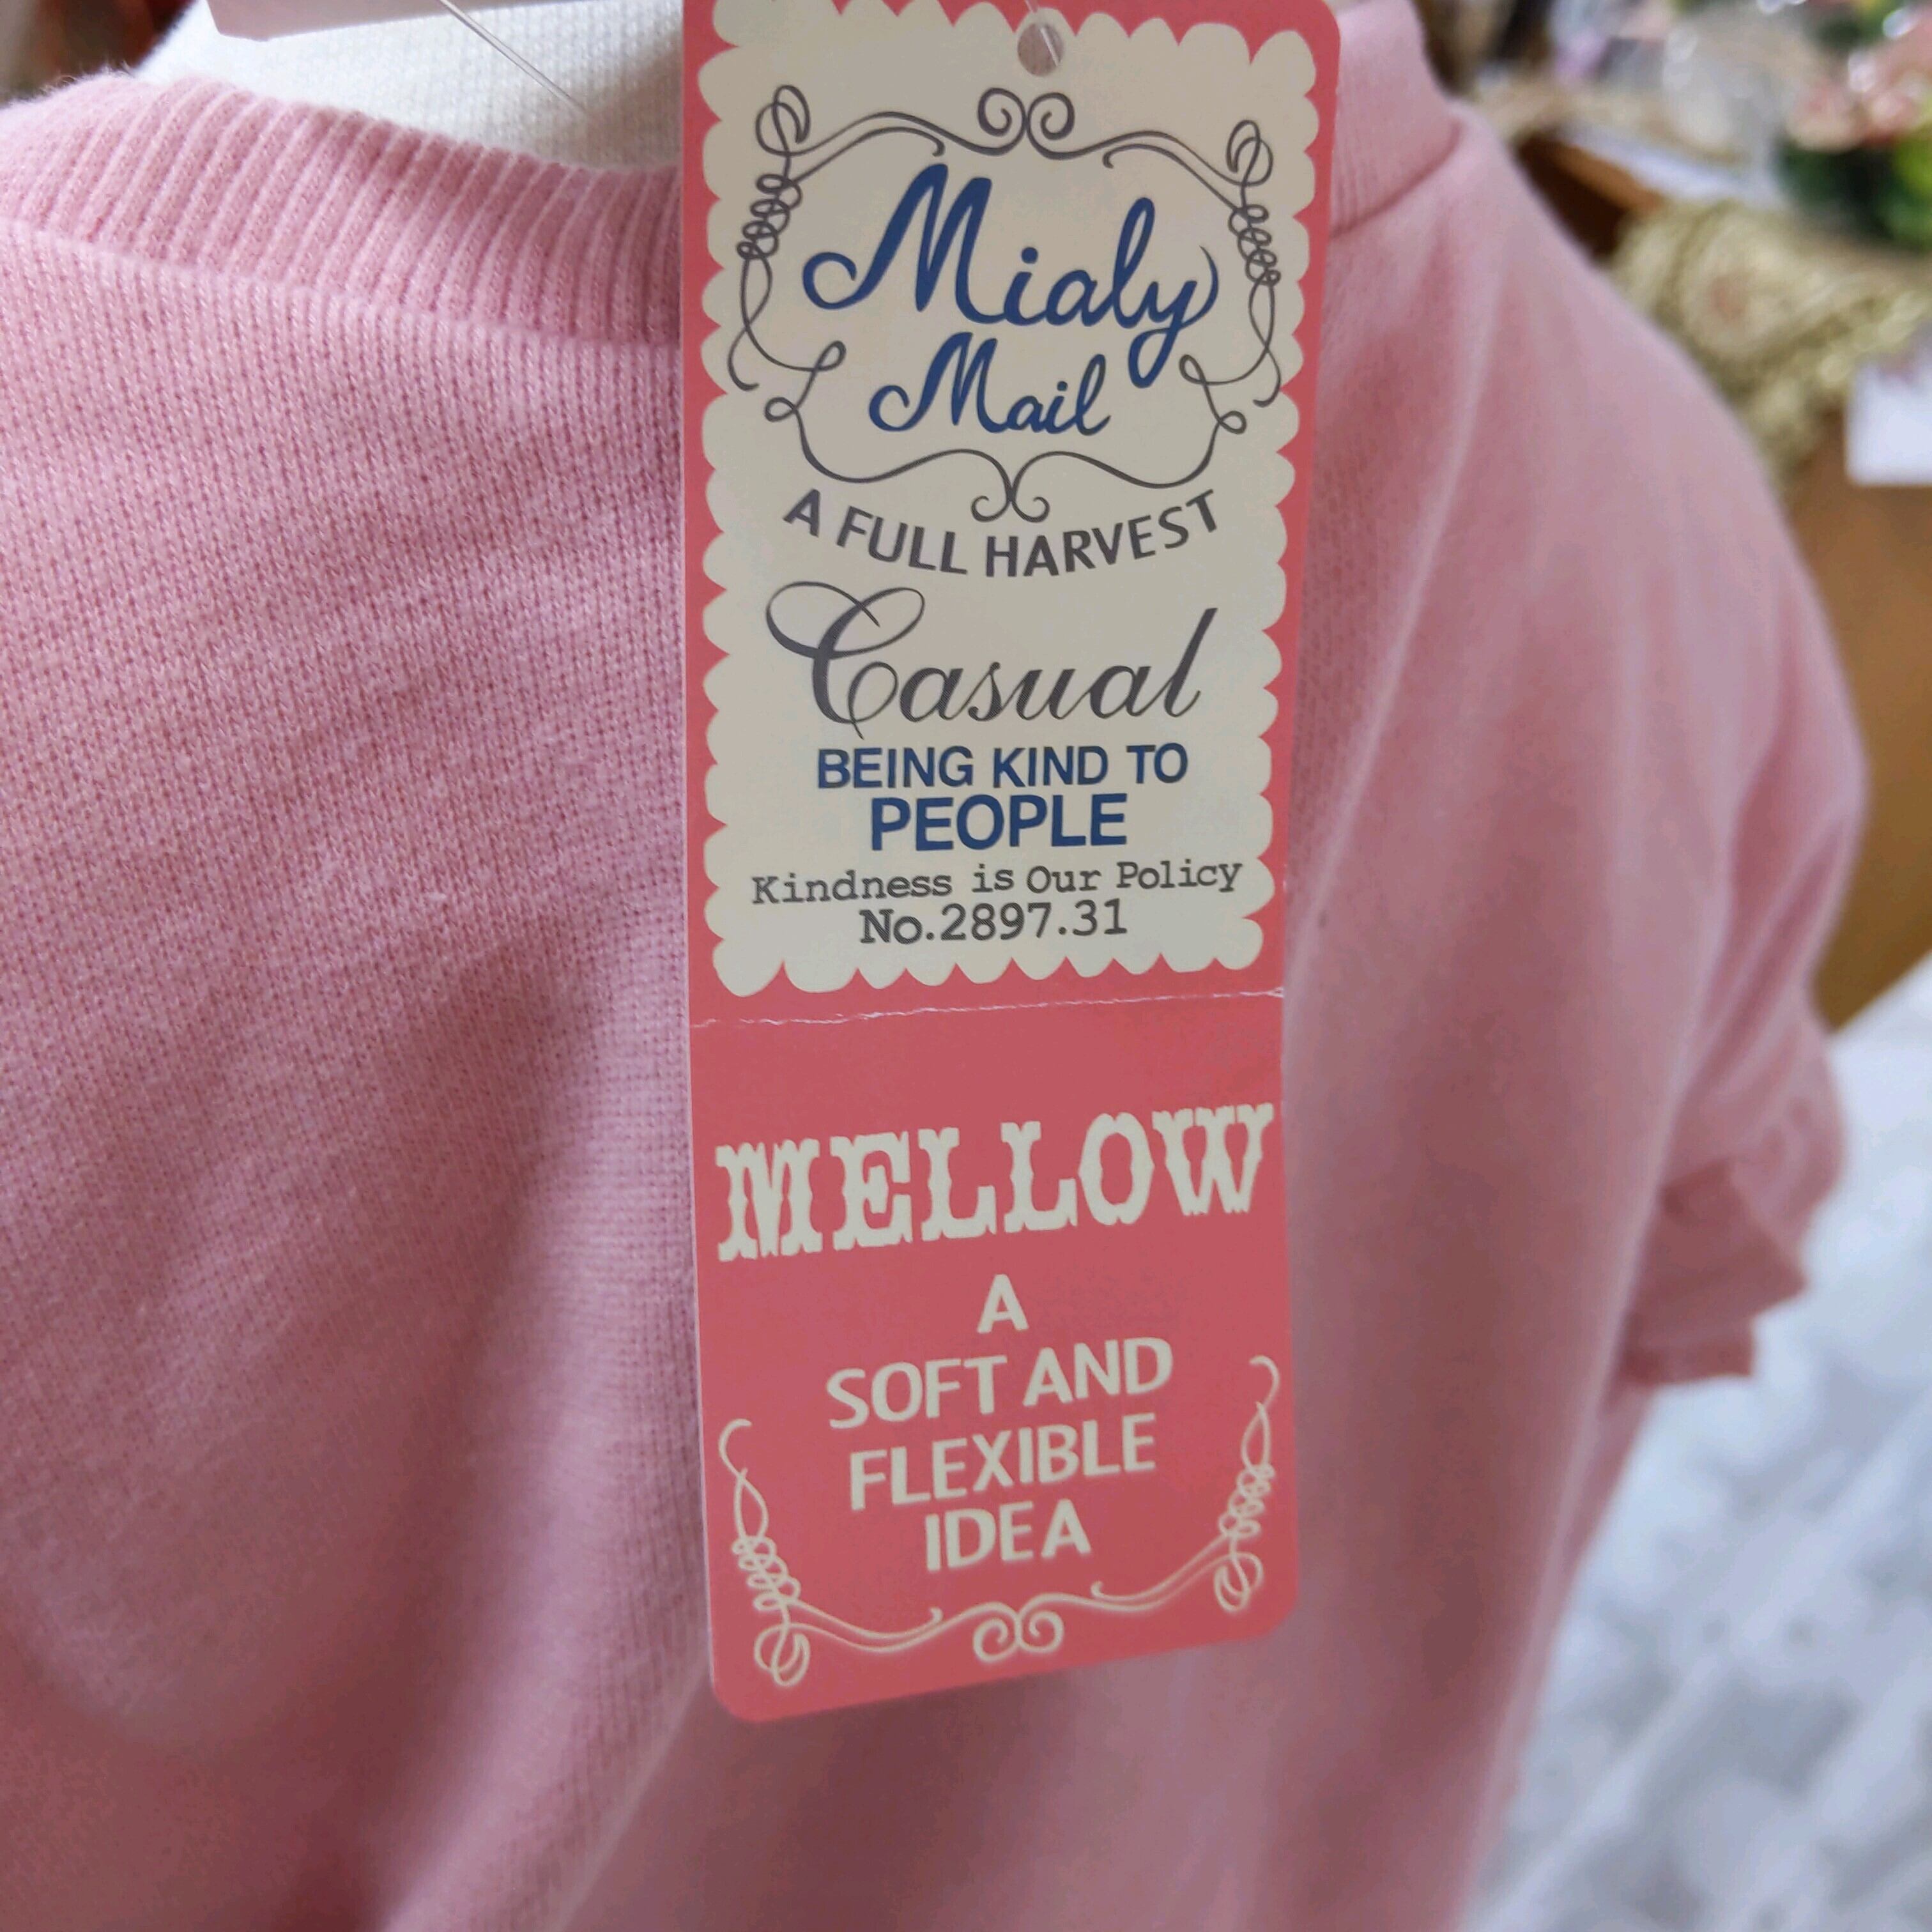 Mialy
Mail
A FULL HARVEST
Casual
BEING KIND TO
PEOPLE
Kindness is Our Policy
No.2897.31
MELLOW
A
SOFT AND
FLEXIBLE
IDEA